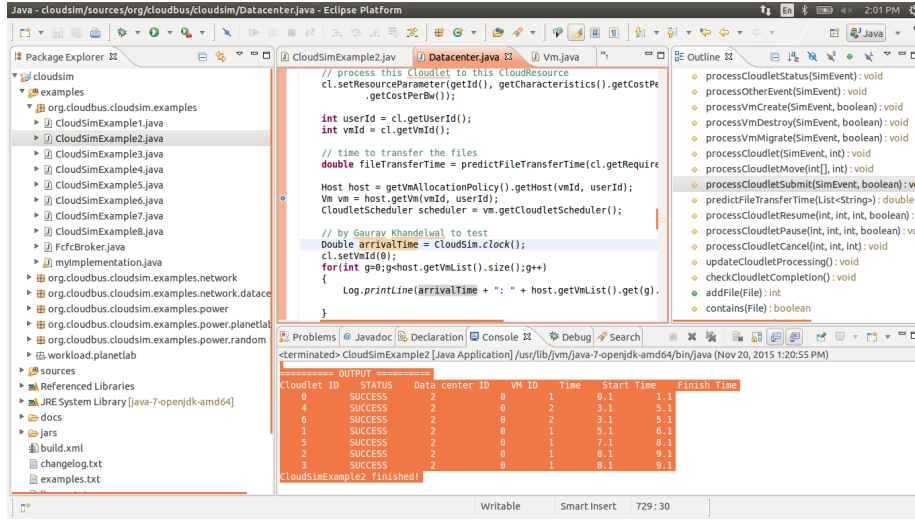 Java - cloudsim/sources/org/cloudbus/cloudsim/Datacenter.java - Eclipse Platform
En
2:01 PM
Java
Package Explorer
cloudsim
examples
org.cloudbus.cloudsim.examples
CloudSimExample1.java
CloudSimExample2.java
CloudSimExample3.java
CloudSimExample4.java
CloudSimExample5.java
CloudSimExample6.java
CloudSimExample7.java
CloudSimExample8.java
FcfcBroker.java
myImplementation.java
org.cloudbus.cloudsim.examples.network
org.cloudbus.cloudsim.examples.network.datace
org.cloudbus.cloudsim.examples.power
org.cloudbus.cloudsim.examples.power.planetlab
org.cloudbus.cloudsim.examples.power.random
workload.planetlab
sources
Referenced Libraries
JRE System Library [java-7-openjdk-amd64]
docs
jars
build.xml
changelog.txt
examples.txt
CloudSimExample2.jav
Datacenter.java
Vm.java
// process this Cloudlet to this CloudResource
cl.setResourceParameter(getId(), getCharacteristics().getCostPe
.getCostPerBw());
int userId = cl.getUserId();
int vmId = cl.getVmId();
// time to transfer the files
double fileTransferTime = predictFileTransferTime(cl.getRequire
Host host = getVmAllocationPolicy().getHost(vmId, userId);
Vm vm = host.getVm(vmId, userId);
CloudletScheduler scheduler = vm.getCloudletScheduler();
// by Gaurav Khandelwal to test
Double arrivalTime = CloudSim.clock();
cl.setVmId(0);
for(int g=0;g<host.getVmList().size();g++)
{
Log.printLine(arrivalTime + ": " + host.getVmList().get(g).
}
Outline
processCloudletStatus(SimEvent) : void
processOtherEvent(SimEvent) : void
processVmCreate(SimEvent, boolean) : void
processVmDestroy(SimEvent, boolean) : void
processVmMigrate(SimEvent, boolean) : void
processCloudlet(SimEvent, int) : void
processCloudletMove(int[], int) : void
processCloudletSubmit(SimEvent, boolean) : vo
predictFileTransferTime(List<String>) : double
processCloudletResume(int, int, int, boolean) :
processCloudletPause(int, int, int, boolean) : vo
processCloudletCancel(int, int, int) : void
updateCloudletProcessing() : void
checkCloudletCompletion() : void
addFile(File) : int
contains(File) : boolean
Problems @ Javadoc Declaration Console Debug Search
<terminated> CloudSimExample2 [Java Application] /usr/lib/jvm/java-7-openjdk-amd64/bin/java (Nov 20, 2015 1:20:55 PM)
========== OUTPUT ==========
Cloudlet ID STATUS Data center ID VM ID Time Start Time Finish Time
0 SUCCESS 2 0 1 0.1 1.1
4 SUCCESS 2 0 2 3.1 5.1
6 SUCCESS 2 0 2 3.1 5.1
1 SUCCESS 2 0 1 5.1 6.1
5 SUCCESS 2 0 1 7.1 8.1
2 SUCCESS 2 0 1 8.1 9.1
3 SUCCESS 2 0 1 8.1 9.1
CloudSimExample2 finished!
Writable
Smart Insert
729 : 30